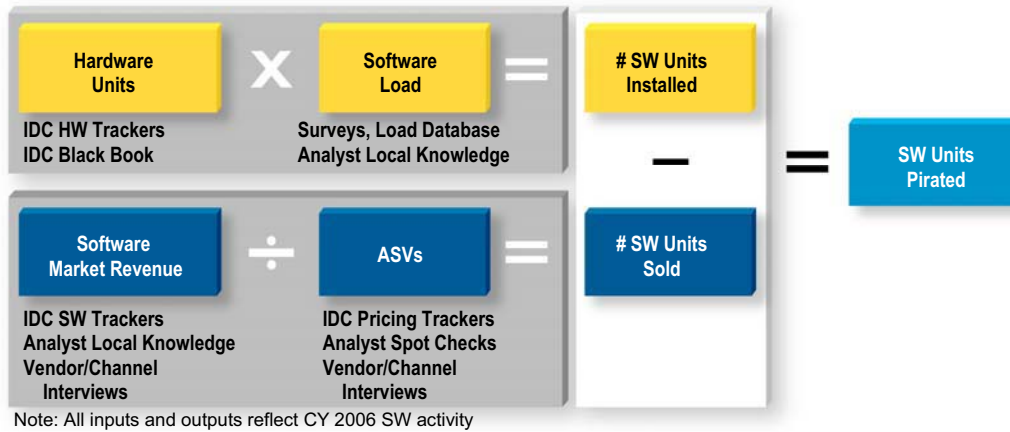 Hardware
Units
X
Software
Load
=
# SW Units
Installed
IDC HW Trackers
IDC Black Book
Surveys, Load Database
Analyst Local Knowledge
–
=
SW Units
Pirated
Software
Market Revenue
÷
ASVs
=
# SW Units
Sold
IDC SW Trackers
Analyst Local Knowledge
Vendor/Channel
Interviews
IDC Pricing Trackers
Analyst Spot Checks
Vendor/Channel
Interviews
Note: All inputs and outputs reflect CY 2006 SW activity